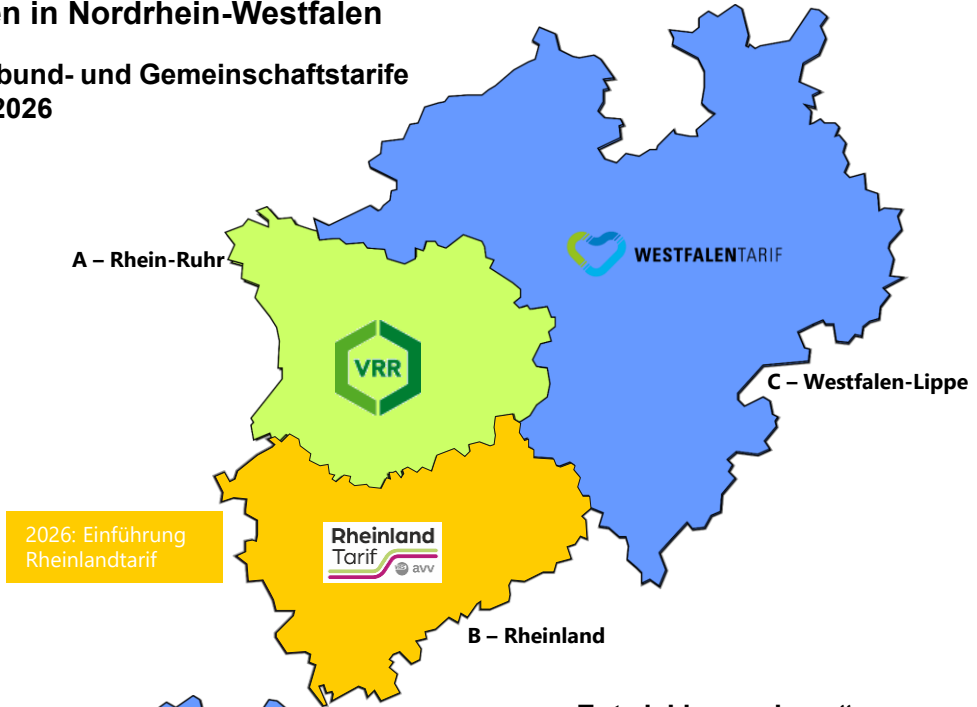 en in Nordrhein-Westfalen
bund- und Gemeinschaftstarife
2026
WESTFALENTARIF
A – Rhein-Ruhr
VRR
C – Westfalen-Lippe
2026: Einführung
Rheinlandtarif
Rheinland
Tarif
avv
B – Rheinland